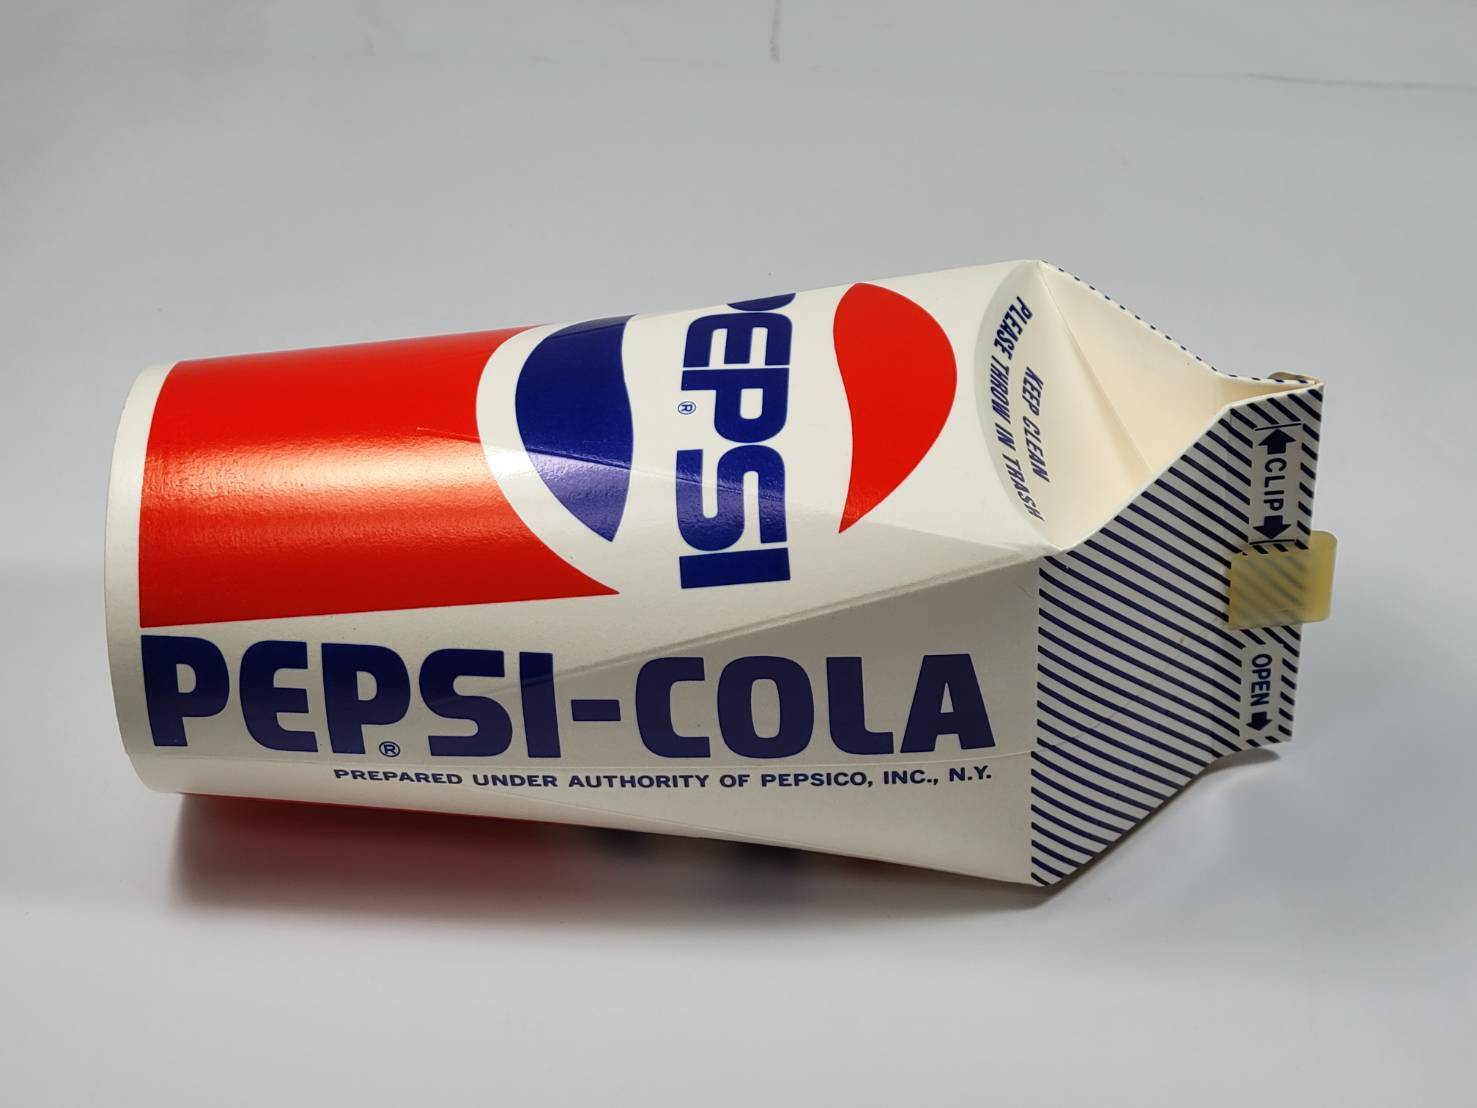 PEPSI
®
PEPSI-COLA
®
PREPARED UNDER AUTHORITY OF PEPSICO, INC., N.Y.
KEEP CLEAN
PLEASE THROW IN TRASH
CLIP
OPEN